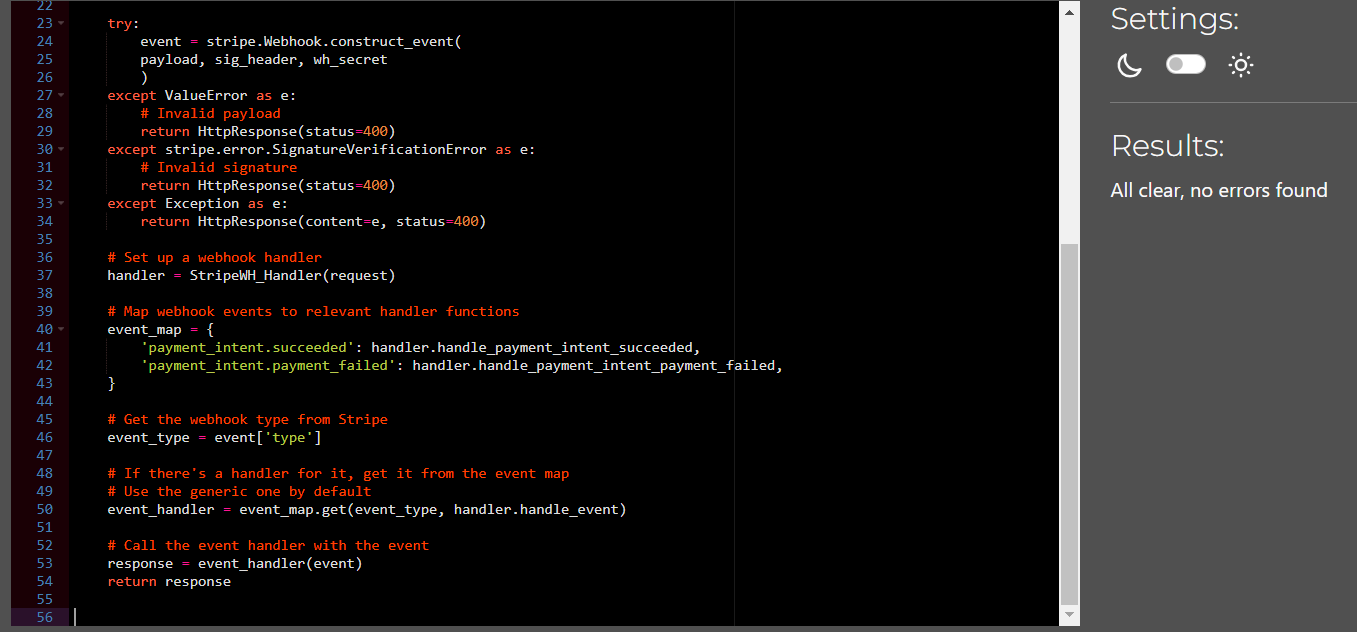 22
23 try:
24 event = stripe.Webhook.construct_event(
25 payload, sig_header, wh_secret
26 )
27 except ValueError as e:
28 # Invalid payload
29 return HttpResponse(status=400)
30 except stripe.error.SignatureVerificationError as e:
31 # Invalid signature
32 return HttpResponse(status=400)
33 except Exception as e:
34 return HttpResponse(content=e, status=400)
35
36 # Set up a webhook handler
37 handler = StripeWH_Handler(request)
38
39 # Map webhook events to relevant handler functions
40 event_map = {
41 'payment_intent.succeeded': handler.handle_payment_intent_succeeded,
42 'payment_intent.payment_failed': handler.handle_payment_intent_payment_failed,
43 }
44
45 # Get the webhook type from Stripe
46 event_type = event['type']
47
48 # If there's a handler for it, get it from the event map
49 # Use the generic one by default
50 event_handler = event_map.get(event_type, handler.handle_event)
51
52 # Call the event handler with the event
53 response = event_handler(event)
54 return response
55
56
Settings:
Results:
All clear, no errors found